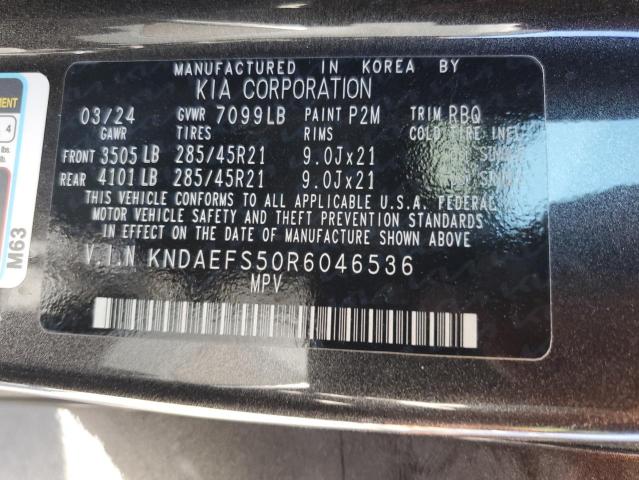 MANUFACTURED IN KOREA BY
KIA CORPORATION
03/24 GVWR 7099LB PAINT P2M TRIM RBQ
GAWR TIRES RIMS COLD TIRE INFL
FRONT 3505 LB 285/45R21 9.0Jx21
REAR 4101 LB 285/45R21 9.0Jx21
THIS VEHICLE CONFORMS TO ALL APPLICABLE U.S.A. FEDERAL
MOTOR VEHICLE SAFETY AND THEFT PREVENTION STANDARDS
IN EFFECT ON THE DATE OF MANUFACTURE SHOWN ABOVE
V.I.N KNDAEFS50R6046536
MPV
4
lbs.
M63